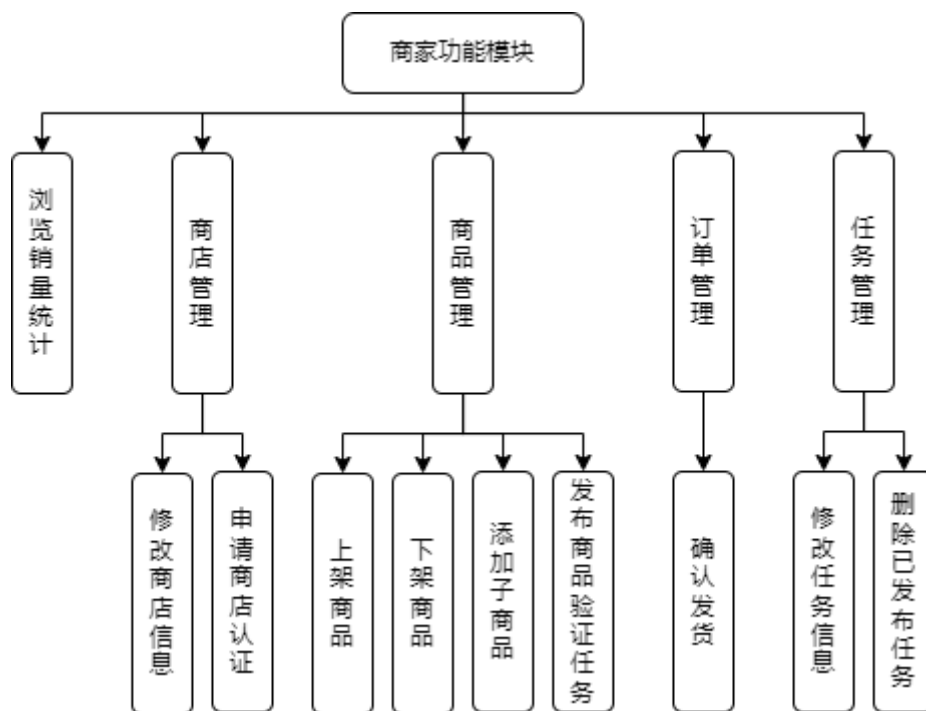 商家功能模块
浏览销量统计
商店管理
商品管理
订单管理
任务管理
修改商店信息
申请商店认证
上架商品
下架商品
添加子商品
发布商品验证任务
确认发货
修改任务信息
删除已发布任务